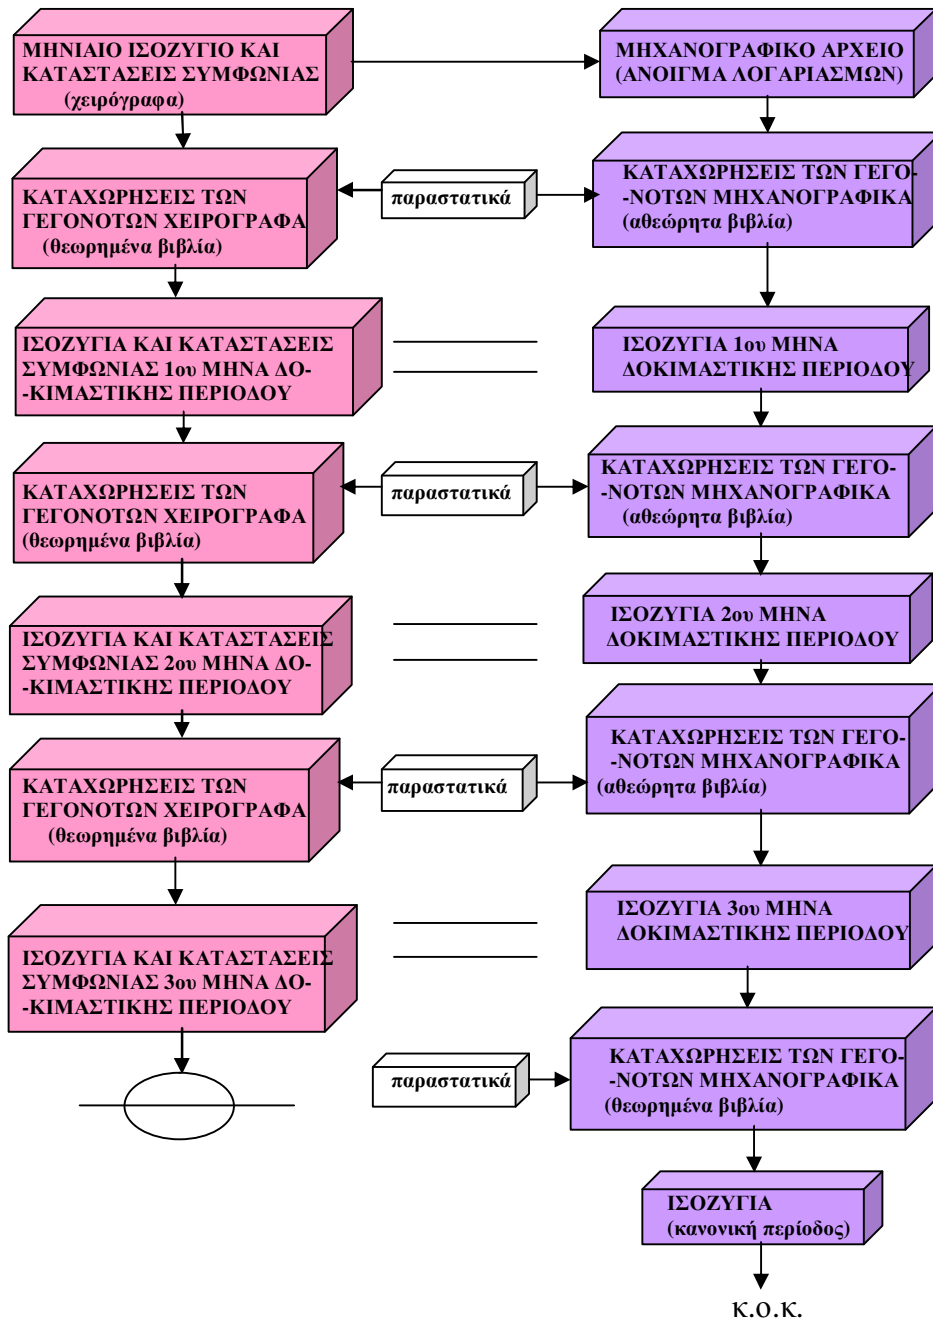 ΜΗΝΙΑΙΟ ΙΣΟΖΥΓΙΟ ΚΑΙ
ΚΑΤΑΣΤΑΣΕΙΣ ΣΥΜΦΩΝΙΑΣ
(χειρόγραφα)
ΜΗΧΑΝΟΓΡΑΦΙΚΟ ΑΡΧΕΙΟ
(ΑΝΟΙΓΜΑ ΛΟΓΑΡΙΑΣΜΩΝ)
ΚΑΤΑΧΩΡΗΣΕΙΣ ΤΩΝ
ΓΕΓΟΝΟΤΩΝ ΧΕΙΡΟΓΡΑΦΑ
(θεωρημένα βιβλία)
παραστατικά
ΚΑΤΑΧΩΡΗΣΕΙΣ ΤΩΝ ΓΕΓΟ-
-ΝΟΤΩΝ ΜΗΧΑΝΟΓΡΑΦΙΚΑ
(αθεώρητα βιβλία)
ΙΣΟΖΥΓΙΑ ΚΑΙ ΚΑΤΑΣΤΑΣΕΙΣ
ΣΥΜΦΩΝΙΑΣ 1ου ΜΗΝΑ ΔΟ-
-ΚΙΜΑΣΤΙΚΗΣ ΠΕΡΙΟΔΟΥ
ΙΣΟΖΥΓΙΑ 1ου ΜΗΝΑ
ΔΟΚΙΜΑΣΤΙΚΗΣ ΠΕΡΙΟΔΟΥ
ΚΑΤΑΧΩΡΗΣΕΙΣ ΤΩΝ
ΓΕΓΟΝΟΤΩΝ ΧΕΙΡΟΓΡΑΦΑ
(θεωρημένα βιβλία)
παραστατικά
ΚΑΤΑΧΩΡΗΣΕΙΣ ΤΩΝ ΓΕΓΟ-
-ΝΟΤΩΝ ΜΗΧΑΝΟΓΡΑΦΙΚΑ
(αθεώρητα βιβλία)
ΙΣΟΖΥΓΙΑ ΚΑΙ ΚΑΤΑΣΤΑΣΕΙΣ
ΣΥΜΦΩΝΙΑΣ 2ου ΜΗΝΑ ΔΟ-
-ΚΙΜΑΣΤΙΚΗΣ ΠΕΡΙΟΔΟΥ
ΙΣΟΖΥΓΙΑ 2ου ΜΗΝΑ
ΔΟΚΙΜΑΣΤΙΚΗΣ ΠΕΡΙΟΔΟΥ
ΚΑΤΑΧΩΡΗΣΕΙΣ ΤΩΝ
ΓΕΓΟΝΟΤΩΝ ΧΕΙΡΟΓΡΑΦΑ
(θεωρημένα βιβλία)
παραστατικά
ΚΑΤΑΧΩΡΗΣΕΙΣ ΤΩΝ ΓΕΓΟ-
-ΝΟΤΩΝ ΜΗΧΑΝΟΓΡΑΦΙΚΑ
(αθεώρητα βιβλία)
ΙΣΟΖΥΓΙΑ ΚΑΙ ΚΑΤΑΣΤΑΣΕΙΣ
ΣΥΜΦΩΝΙΑΣ 3ου ΜΗΝΑ ΔΟ-
-ΚΙΜΑΣΤΙΚΗΣ ΠΕΡΙΟΔΟΥ
ΙΣΟΖΥΓΙΑ 3ου ΜΗΝΑ
ΔΟΚΙΜΑΣΤΙΚΗΣ ΠΕΡΙΟΔΟΥ
παραστατικά
ΚΑΤΑΧΩΡΗΣΕΙΣ ΤΩΝ ΓΕΓΟ-
-ΝΟΤΩΝ ΜΗΧΑΝΟΓΡΑΦΙΚΑ
(θεωρημένα βιβλία)
ΙΣΟΖΥΓΙΑ
(κανονική περίοδος)
κ.ο.κ.